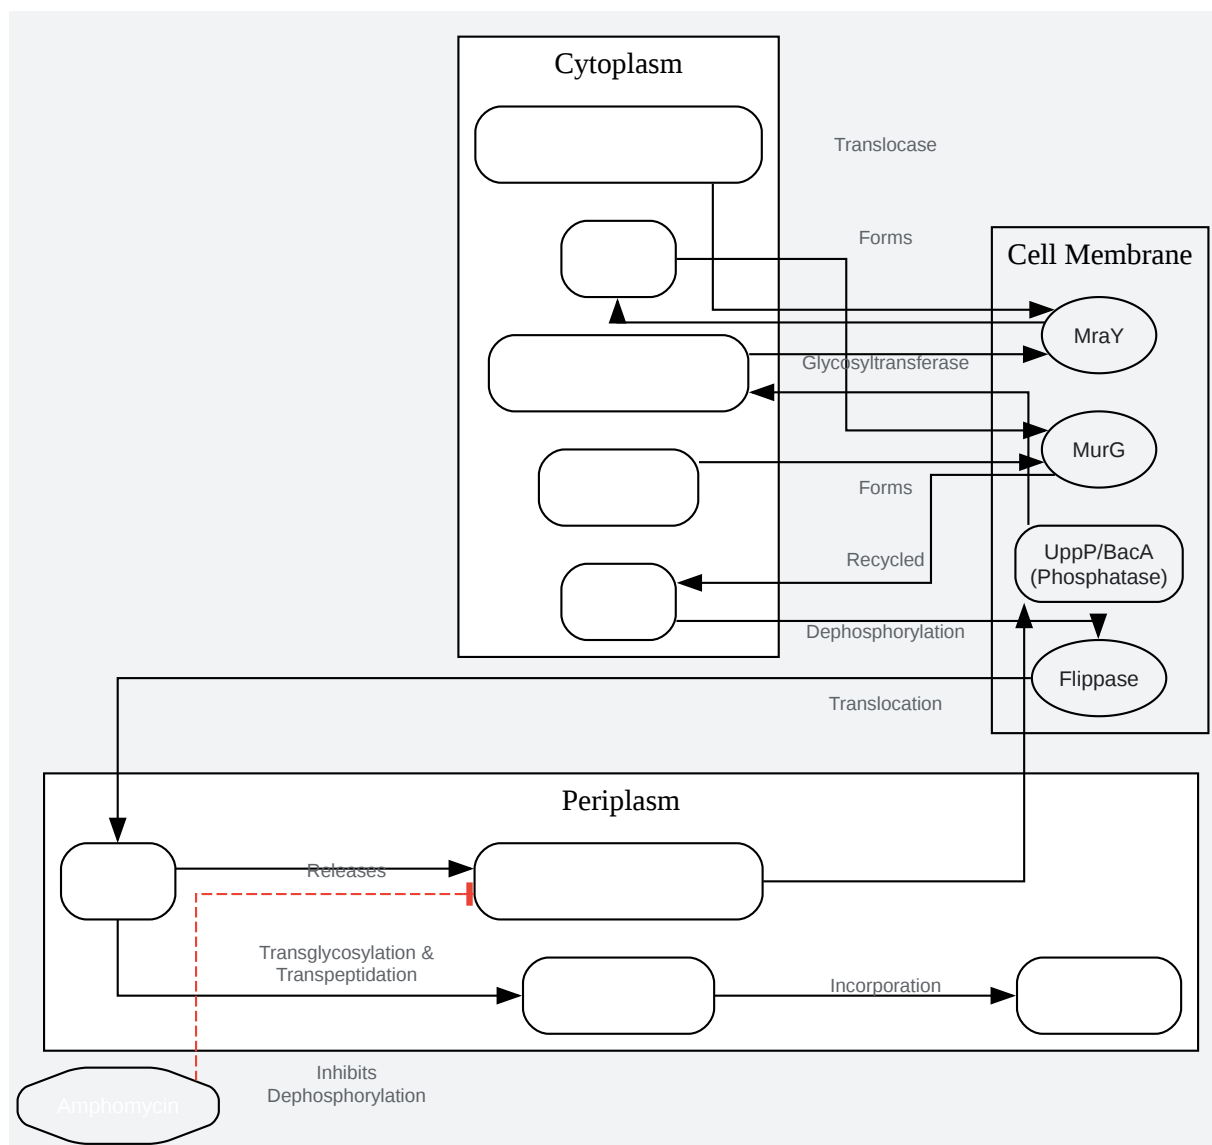 Cytoplasm
Translocase
Forms
Cell Membrane
MraY
Glycosyltransferase
MurG
Forms
UppP/BacA
(Phosphatase)
Recycled
Dephosphorylation
Flippase
Translocation
Periplasm
Releases
Transglycosylation &
Transpeptidation
Incorporation
Inhibits
Dephosphorylation
Amphomycin